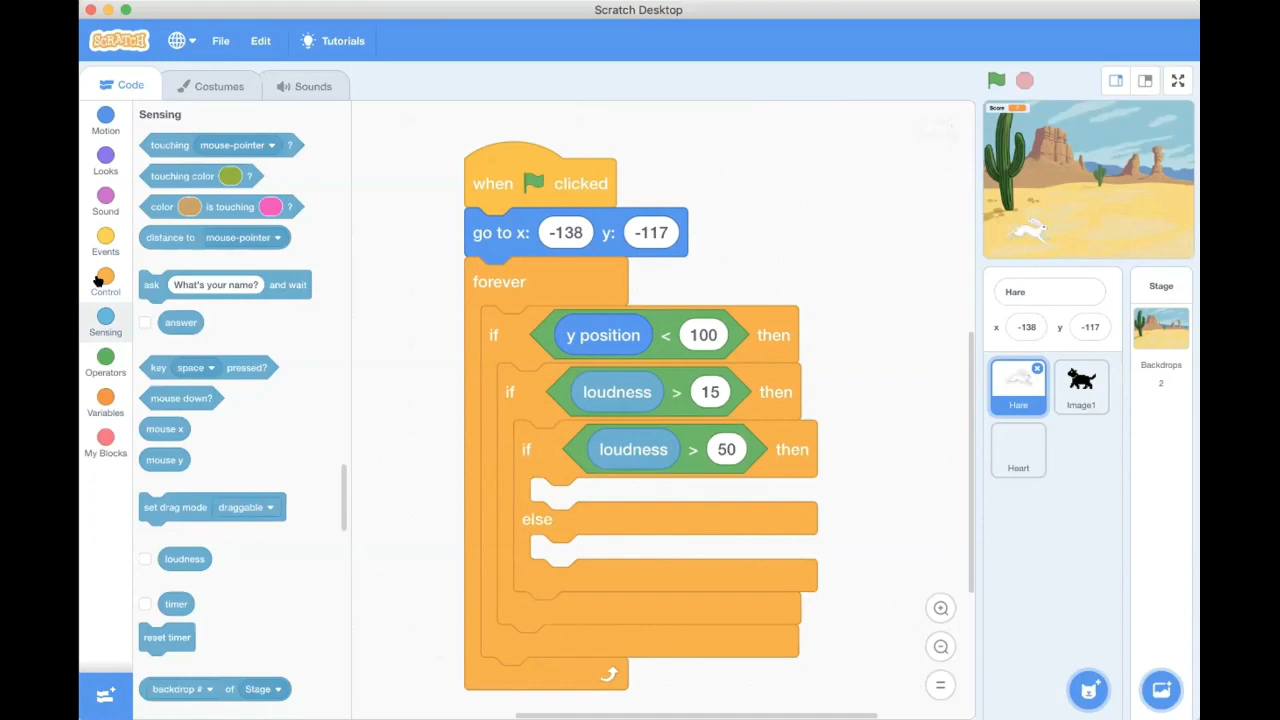 Scratch Desktop
SCRATCH
File Edit Tutorials
Code Costumes Sounds
Motion
Looks
Sound
Events
Control
Sensing
Operators
Variables
My Blocks
Sensing
touching mouse-pointer ?
touching color ?
color is touching ?
distance to mouse-pointer
ask What's your name? and wait
answer
key space pressed?
mouse down?
mouse x
mouse y
set drag mode draggable
loudness
timer
reset timer
backdrop # of Stage
when clicked
go to x: -138 y: -117
forever
if y position < 100 then
if loudness > 15 then
if loudness > 50 then
else
Score
Hare
x -138 y -117
Hare
Image1
Heart
Stage
Backdrops
2